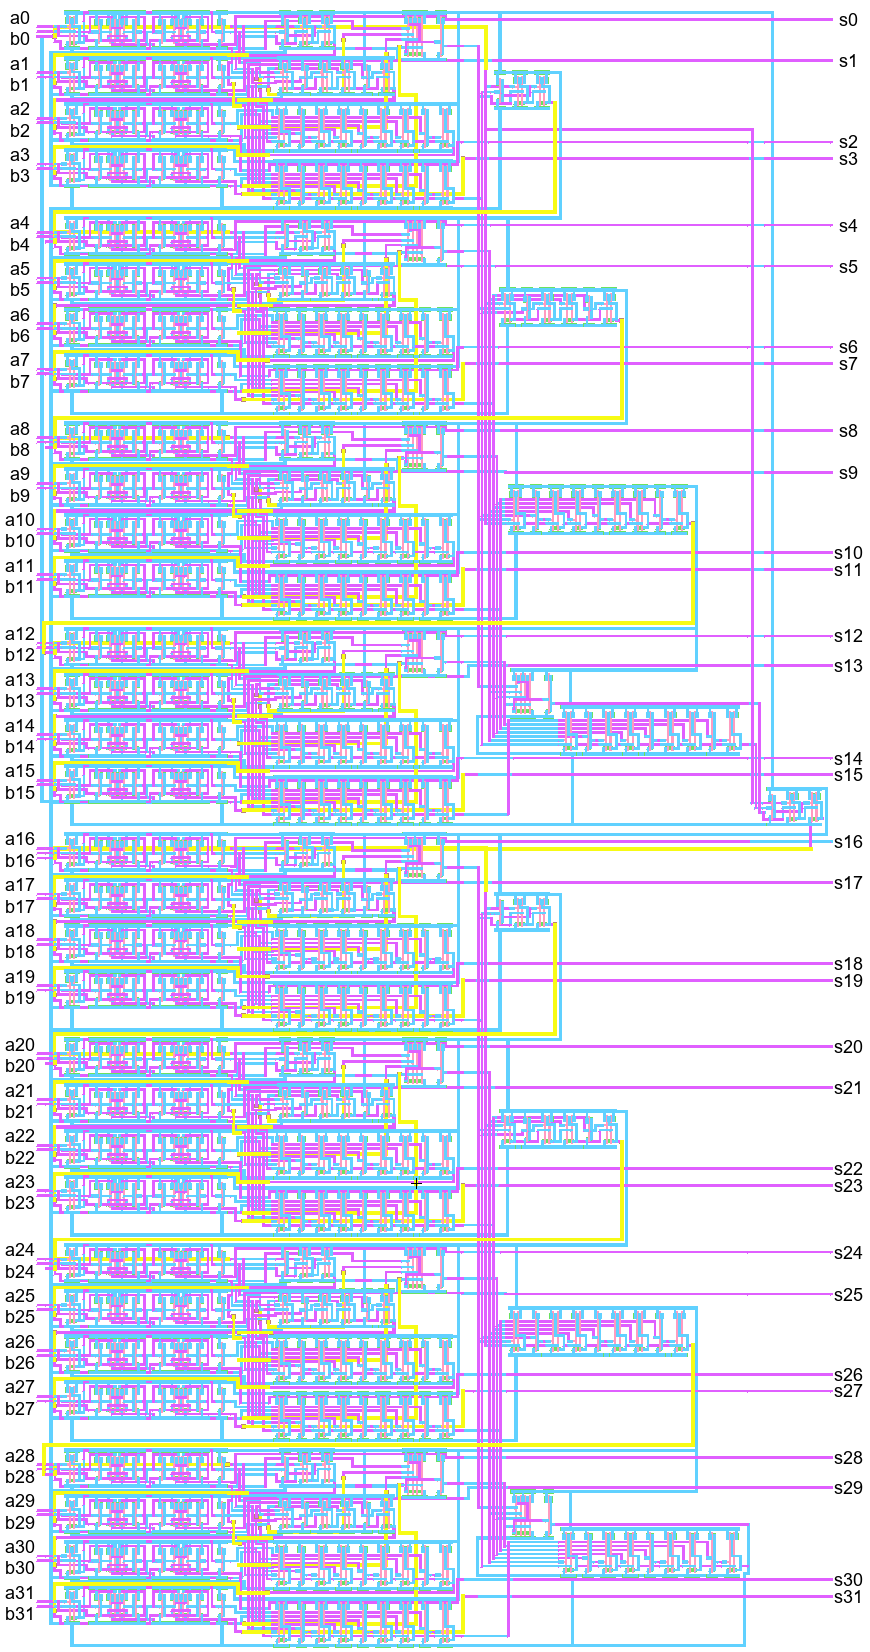 a0 s0
b0
a1 s1
b1
a2
b2 s2
a3 s3
b3
a4 s4
b4
a5 s5
b5
a6
b6 s6
a7 s7
b7
a8 s8
b8
a9 s9
b9
a10
b10 s10
a11 s11
b11
a12 s12
b12
a13 s13
b13
a14
b14 s14
a15 s15
b15
a16 s16
b16
a17 s17
b17
a18
b18 s18
a19 s19
b19
a20 s20
b20
a21 s21
b21
a22
b22 s22
a23 s23
b23
a24 s24
b24
a25 s25
b25
a26
b26 s26
a27 s27
b27
a28 s28
b28
a29 s29
b29
a30
b30 s30
a31 s31
b31